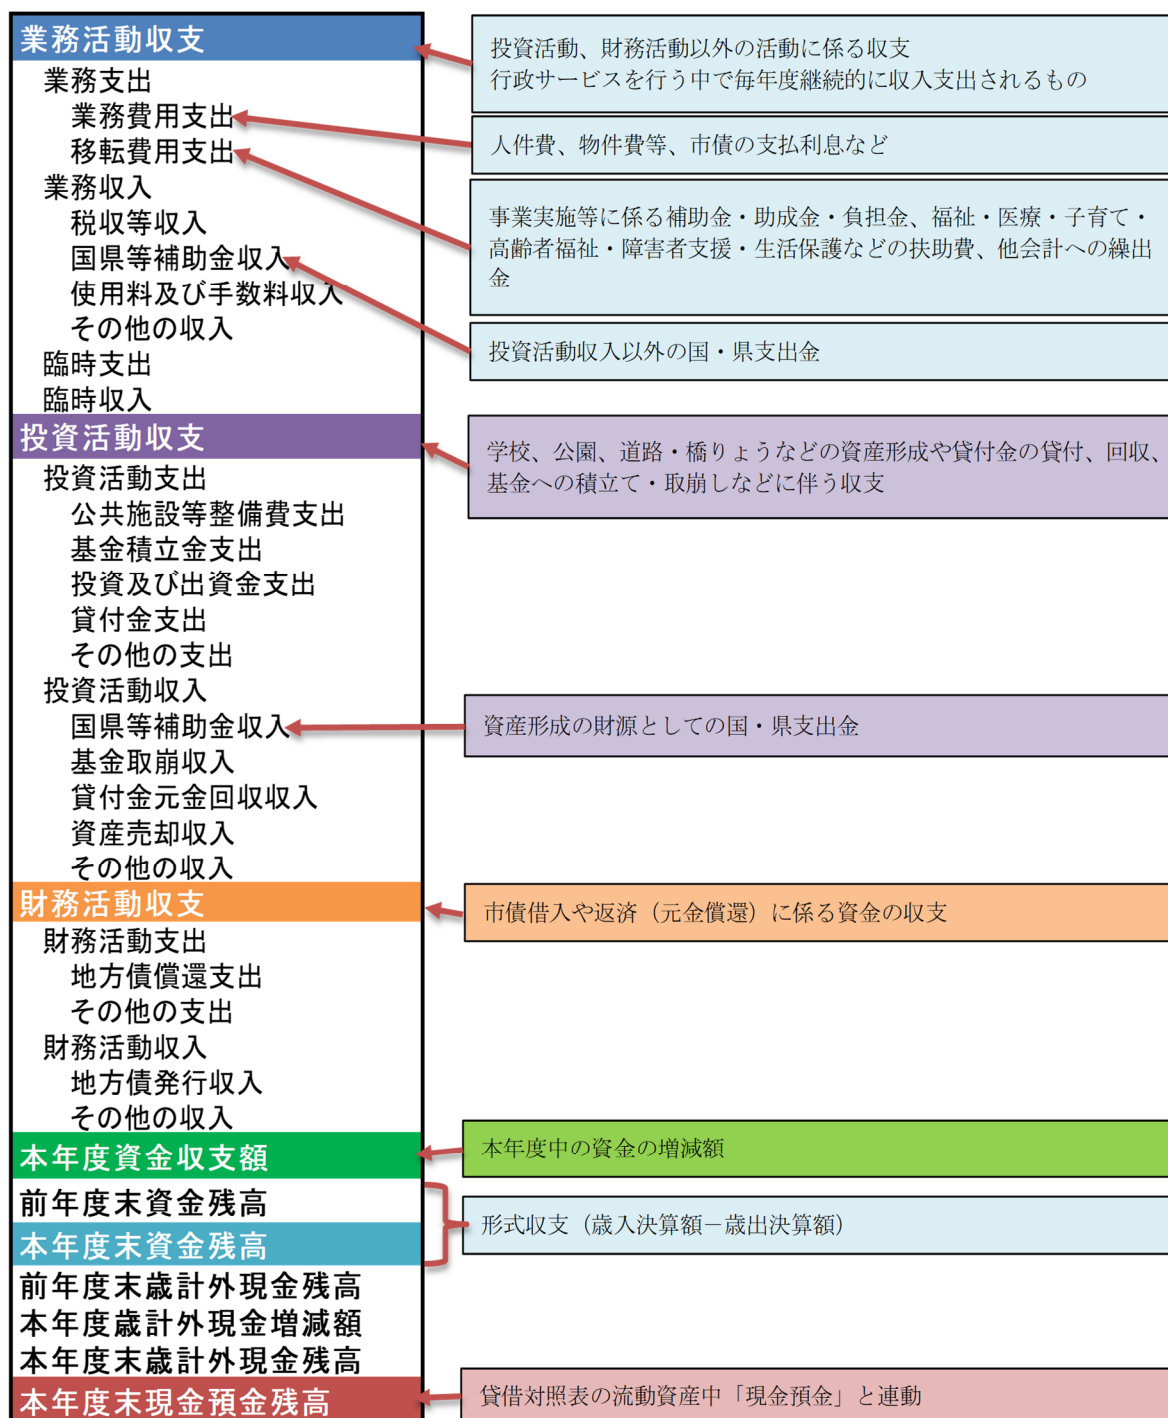 業務活動収支
投資活動、財務活動以外の活動に係る収支
行政サービスを行う中で毎年度継続的に収入支出されるもの
業務支出
業務費用支出
人件費、物件費等、市債の支払利息など
移転費用支出
事業実施等に係る補助金・助成金・負担金、福祉・医療・子育て・
高齢者福祉・障害者支援・生活保護などの扶助費、他会計への繰出
金
業務収入
税収等収入
国県等補助金収入
投資活動収入以外の国・県支出金
使用料及び手数料収入
その他の収入
臨時支出
臨時収入
投資活動収支
学校、公園、道路・橋りょうなどの資産形成や貸付金の貸付、回収、
基金への積立て・取崩しなどに伴う収支
投資活動支出
公共施設等整備費支出
基金積立金支出
投資及び出資金支出
貸付金支出
その他の支出
投資活動収入
国県等補助金収入
資産形成の財源としての国・県支出金
基金取崩収入
貸付金元金回収収入
資産売却収入
その他の収入
財務活動収支
市債借入や返済（元金償還）に係る資金の収支
財務活動支出
地方債償還支出
その他の支出
財務活動収入
地方債発行収入
その他の収入
本年度資金収支額
本年度中の資金の増減額
前年度末資金残高
形式収支（歳入決算額－歳出決算額）
本年度末資金残高
前年度末歳計外現金残高
本年度歳計外現金増減額
本年度末歳計外現金残高
本年度末現金預金残高
貸借対照表の流動資産中「現金預金」と連動